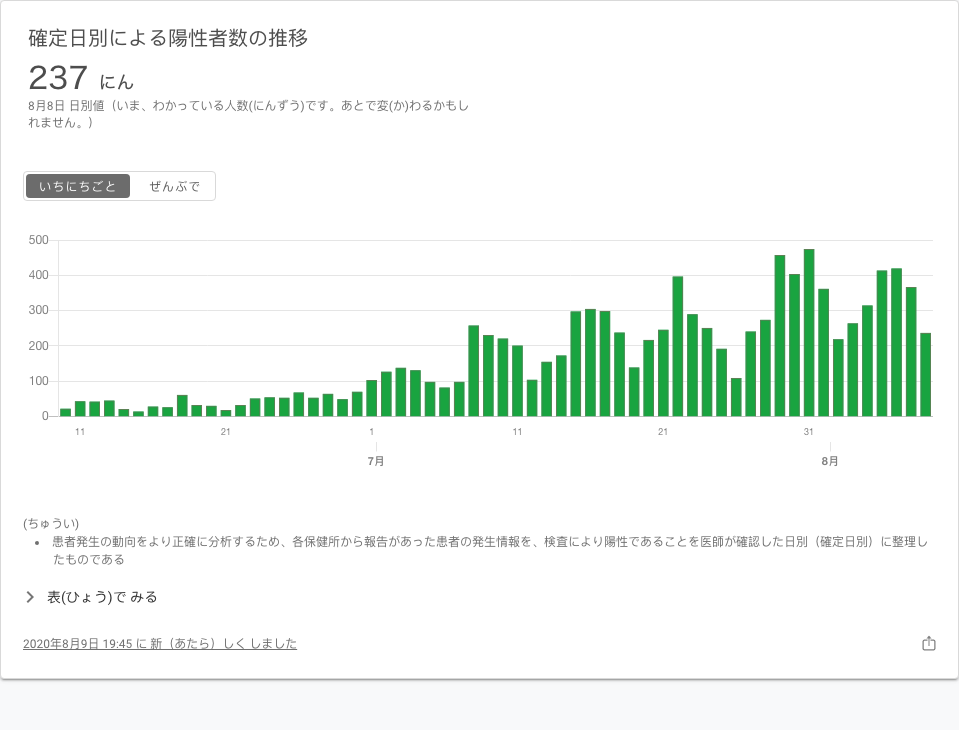 確定日別による陽性者数の推移
237 にん
8月8日 日別値（いま、わかっている人数(にんずう)です。あとで変(か)わるかもし
れません。）
いちにちごと ぜんぶで
500
400
300
200
100
0
11 21 1 11 21 31
7月 8月
(ちゅうい)
• 患者発生の動向をより正確に分析するため、各保健所から報告があった患者の発生情報を、検査により陽性であることを医師が確認した日別（確定日別）に整理し
たものである
表(ひょう)で みる
2020年8月9日 19:45 に 新（あたら）しく しました